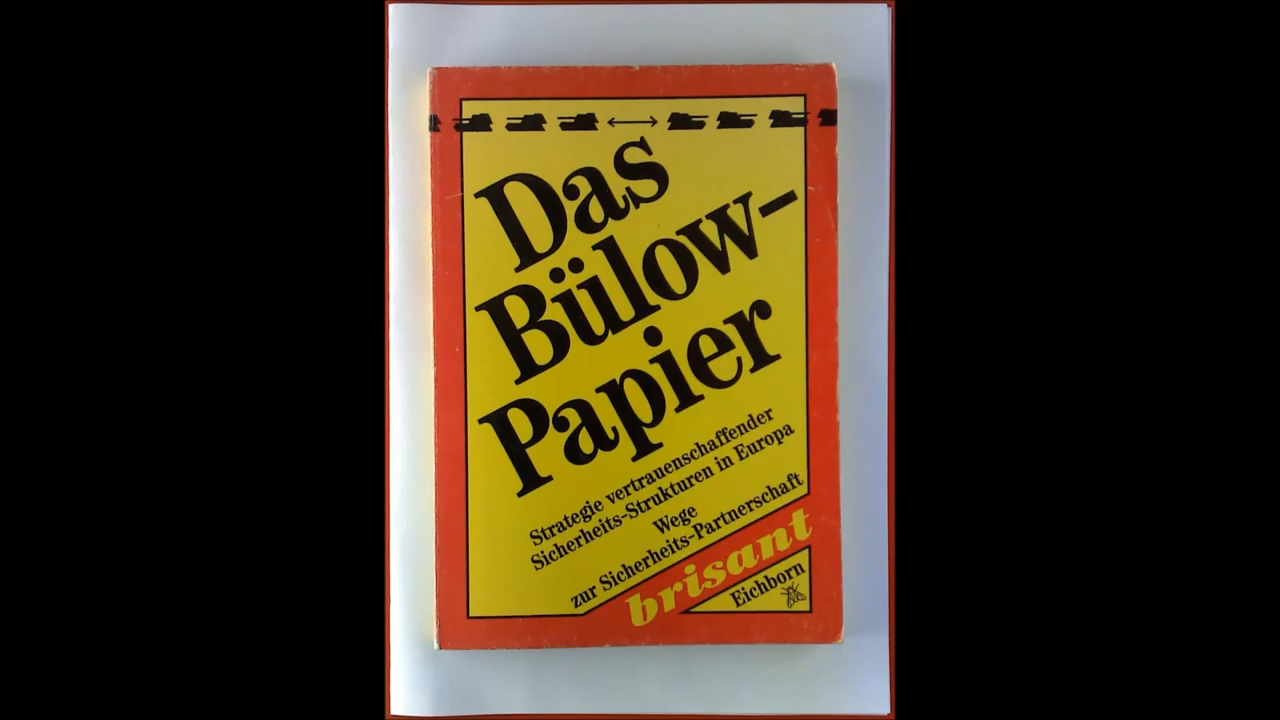 Das
Bülow-
Papier
Strategie vertrauenschaffender
Sicherheits-Strukturen in Europa
Wege
zur Sicherheits-Partnerschaft
brisant
Eichborn